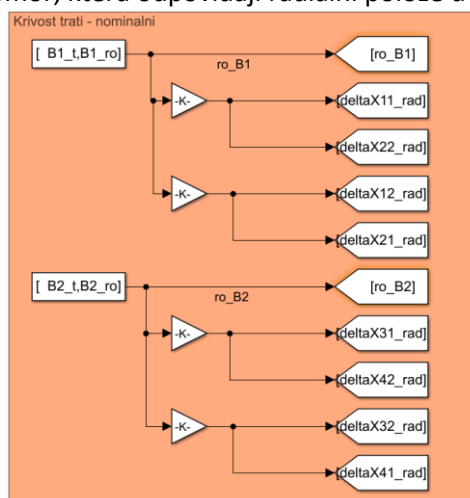 která odpovídají radiální poloze
Krivost trati - nominalni
[ B1_t,B1_ro]
ro_B1
[ro_B1]
-K-
[deltaX11_rad]
[deltaX22_rad]
-K-
[deltaX12_rad]
[deltaX21_rad]
[ B2_t,B2_ro]
ro_B2
[ro_B2]
-K-
[deltaX31_rad]
[deltaX42_rad]
-K-
[deltaX32_rad]
[deltaX41_rad]